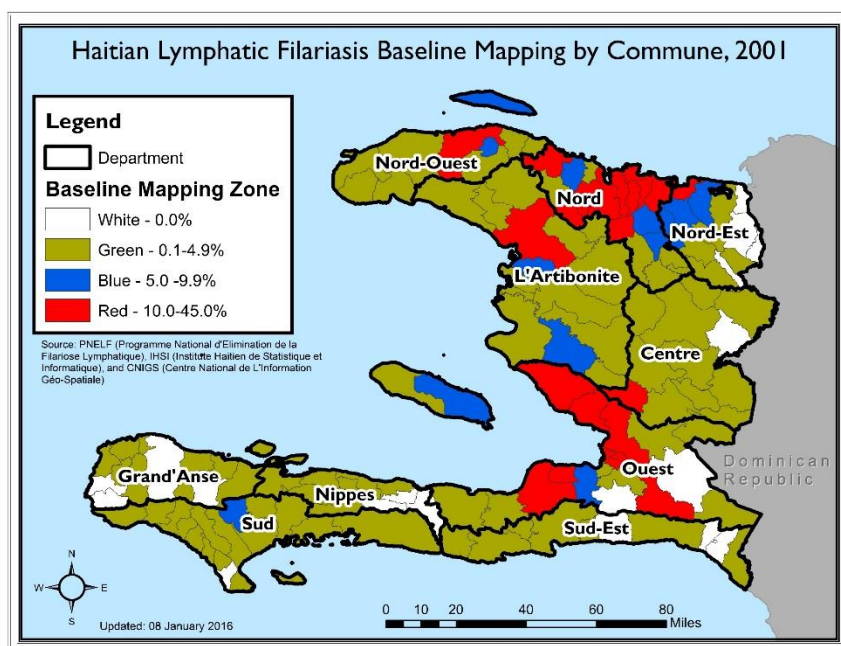 Haitian Lymphatic Filariasis Baseline Mapping by Commune, 2001
Legend
Department
Baseline Mapping Zone
White - 0.0%
Green - 0.1-4.9%
Blue - 5.0 -9.9%
Red - 10.0-45.0%
Source: PNELF (Programme National d'Elimination de la
Filariose Lymphatique), IHSI (Institute Haitien de Statistique et
Informatique), and CNIGS (Centre National de L'Information
Géo-Spatiale)
Nord-Ouest
Nord
Nord-Est
L'Artibonite
Centre
Ouest
Dominican
Republic
Grand'Anse
Nippes
Sud
Sud-Est
N
W
E
S
Updated: 08 January 2016
0 5 10 20 40 60 80
Miles